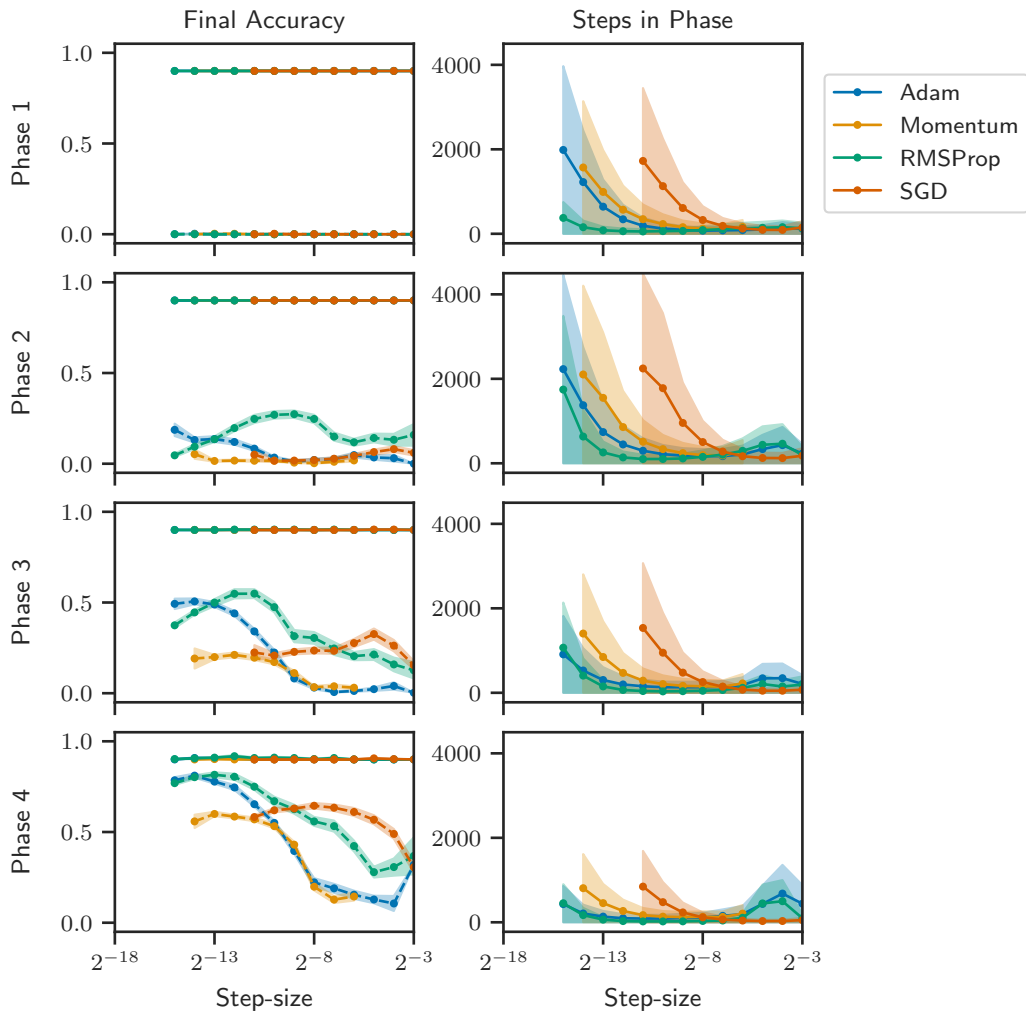 Final Accuracy
Steps in Phase
Phase 1
1.0
0.5
0.0
4000
2000
0
Adam
Momentum
RMSProp
SGD
Phase 2
1.0
0.5
0.0
4000
2000
0
Phase 3
1.0
0.5
0.0
4000
2000
0
Phase 4
1.0
0.5
0.0
4000
2000
0
2⁻¹⁸ 2⁻¹³ 2⁻⁸ 2⁻³
2⁻¹⁸ 2⁻¹³ 2⁻⁸ 2⁻³
Step-size
Step-size